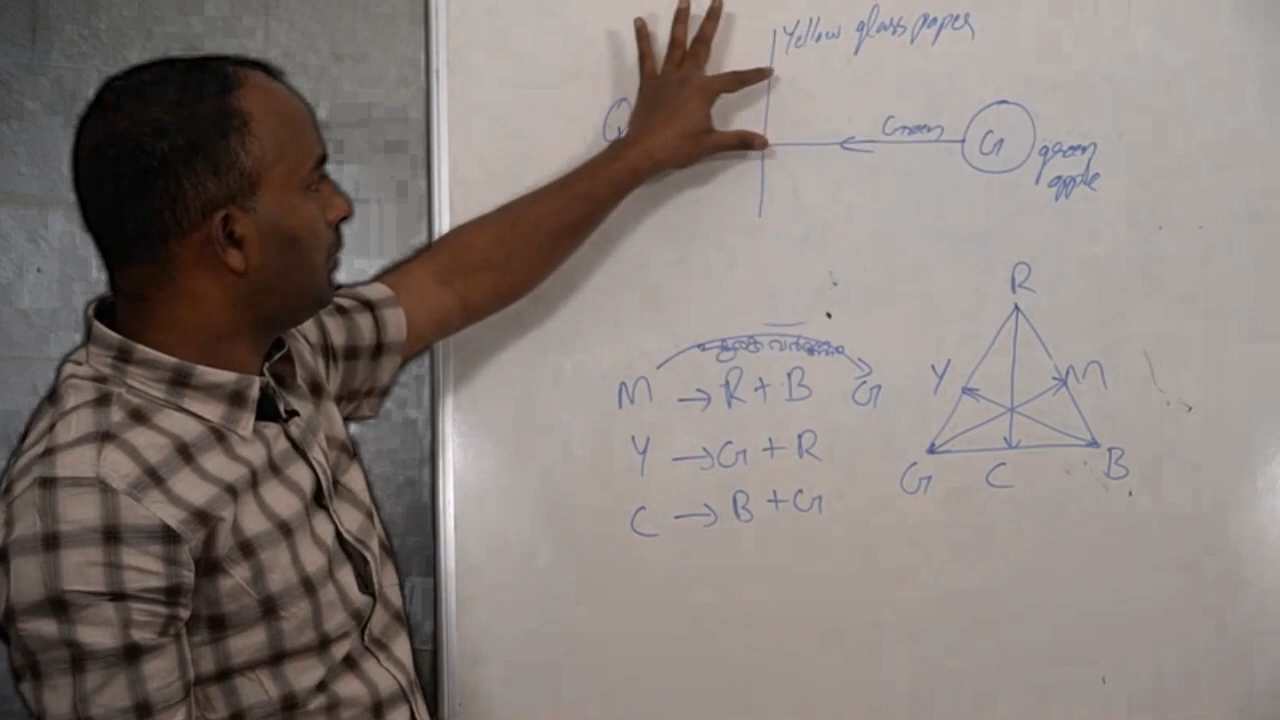 Yellow glass paper
Green
G
green
apple
R
M → R + B G
Y → G + R
C → B + G
Y M
G C B